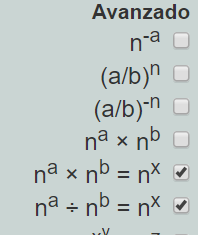 Avanzado
n⁻ᵃ
(a/b)ⁿ
(a/b)⁻ⁿ
nᵃ × nᵇ
nᵃ × nᵇ = nˣ
nᵃ ÷ nᵇ = nˣ